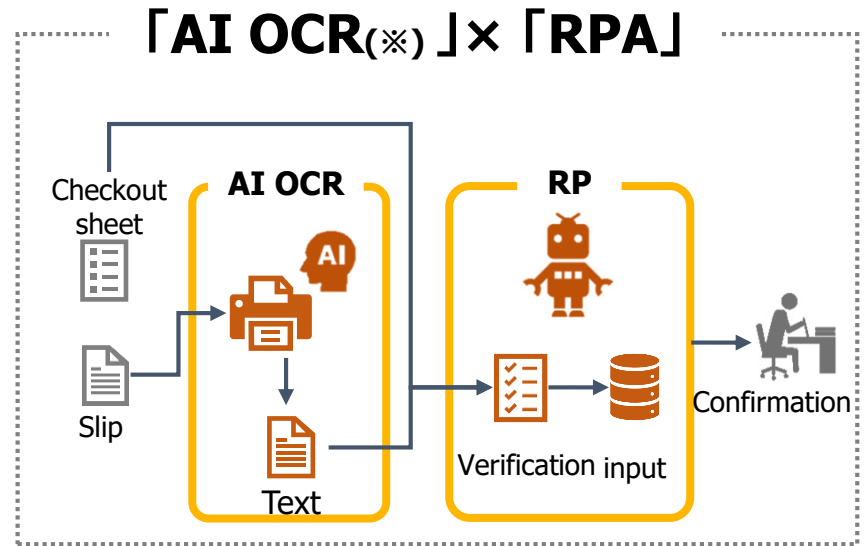 「AI OCR(※)」×「RPA」
Checkout
sheet
AI OCR
AI
RP
Slip
Text
Verification
input
Confirmation